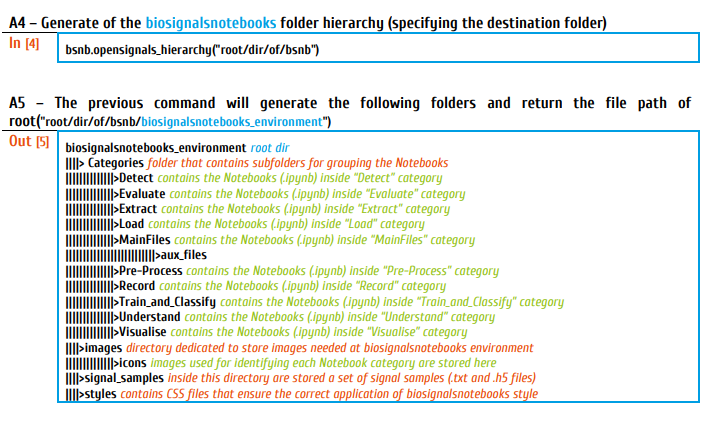 A4 – Generate of the biosignalsnotebooks folder hierarchy (specifying the destination folder)
In [4]
bsnb.opensignals_hierarchy("root/dir/of/bsnb")
A5 – The previous command will generate the following folders and return the file path of
root("root/dir/of/bsnb/biosignalsnotebooks_environment")
Out [5]
biosignalsnotebooks_environment root dir
||||> Categories folder that contains subfolders for grouping the Notebooks
||||||||||||||>Detect contains the Notebooks (.ipynb) inside "Detect" category
||||||||||||||>Evaluate contains the Notebooks (.ipynb) inside "Evaluate" category
||||||||||||||>Extract contains the Notebooks (.ipynb) inside "Extract" category
||||||||||||||>Load contains the Notebooks (.ipynb) inside "Load" category
||||||||||||||>MainFiles contains the Notebooks (.ipynb) inside "MainFiles" category
||||||||||||||||||||||||||>aux_files
||||||||||||||>Pre-Process contains the Notebooks (.ipynb) inside "Pre-Process" category
||||||||||||||>Record contains the Notebooks (.ipynb) inside "Record" category
||||||||||||||>Train_and_Classify contains the Notebooks (.ipynb) inside "Train_and_Classify" category
||||||||||||||>Understand contains the Notebooks (.ipynb) inside "Understand" category
||||||||||||||>Visualise contains the Notebooks (.ipynb) inside "Visualise" category
||||>images directory dedicated to store images needed at biosignalsnotebooks environment
||||||||||||||>icons images used for identifying each Notebook category are stored here
||||>signal_samples inside this directory are stored a set of signal samples (.txt and .h5 files)
||||>styles contains CSS files that ensure the correct application of biosignalsnotebooks style